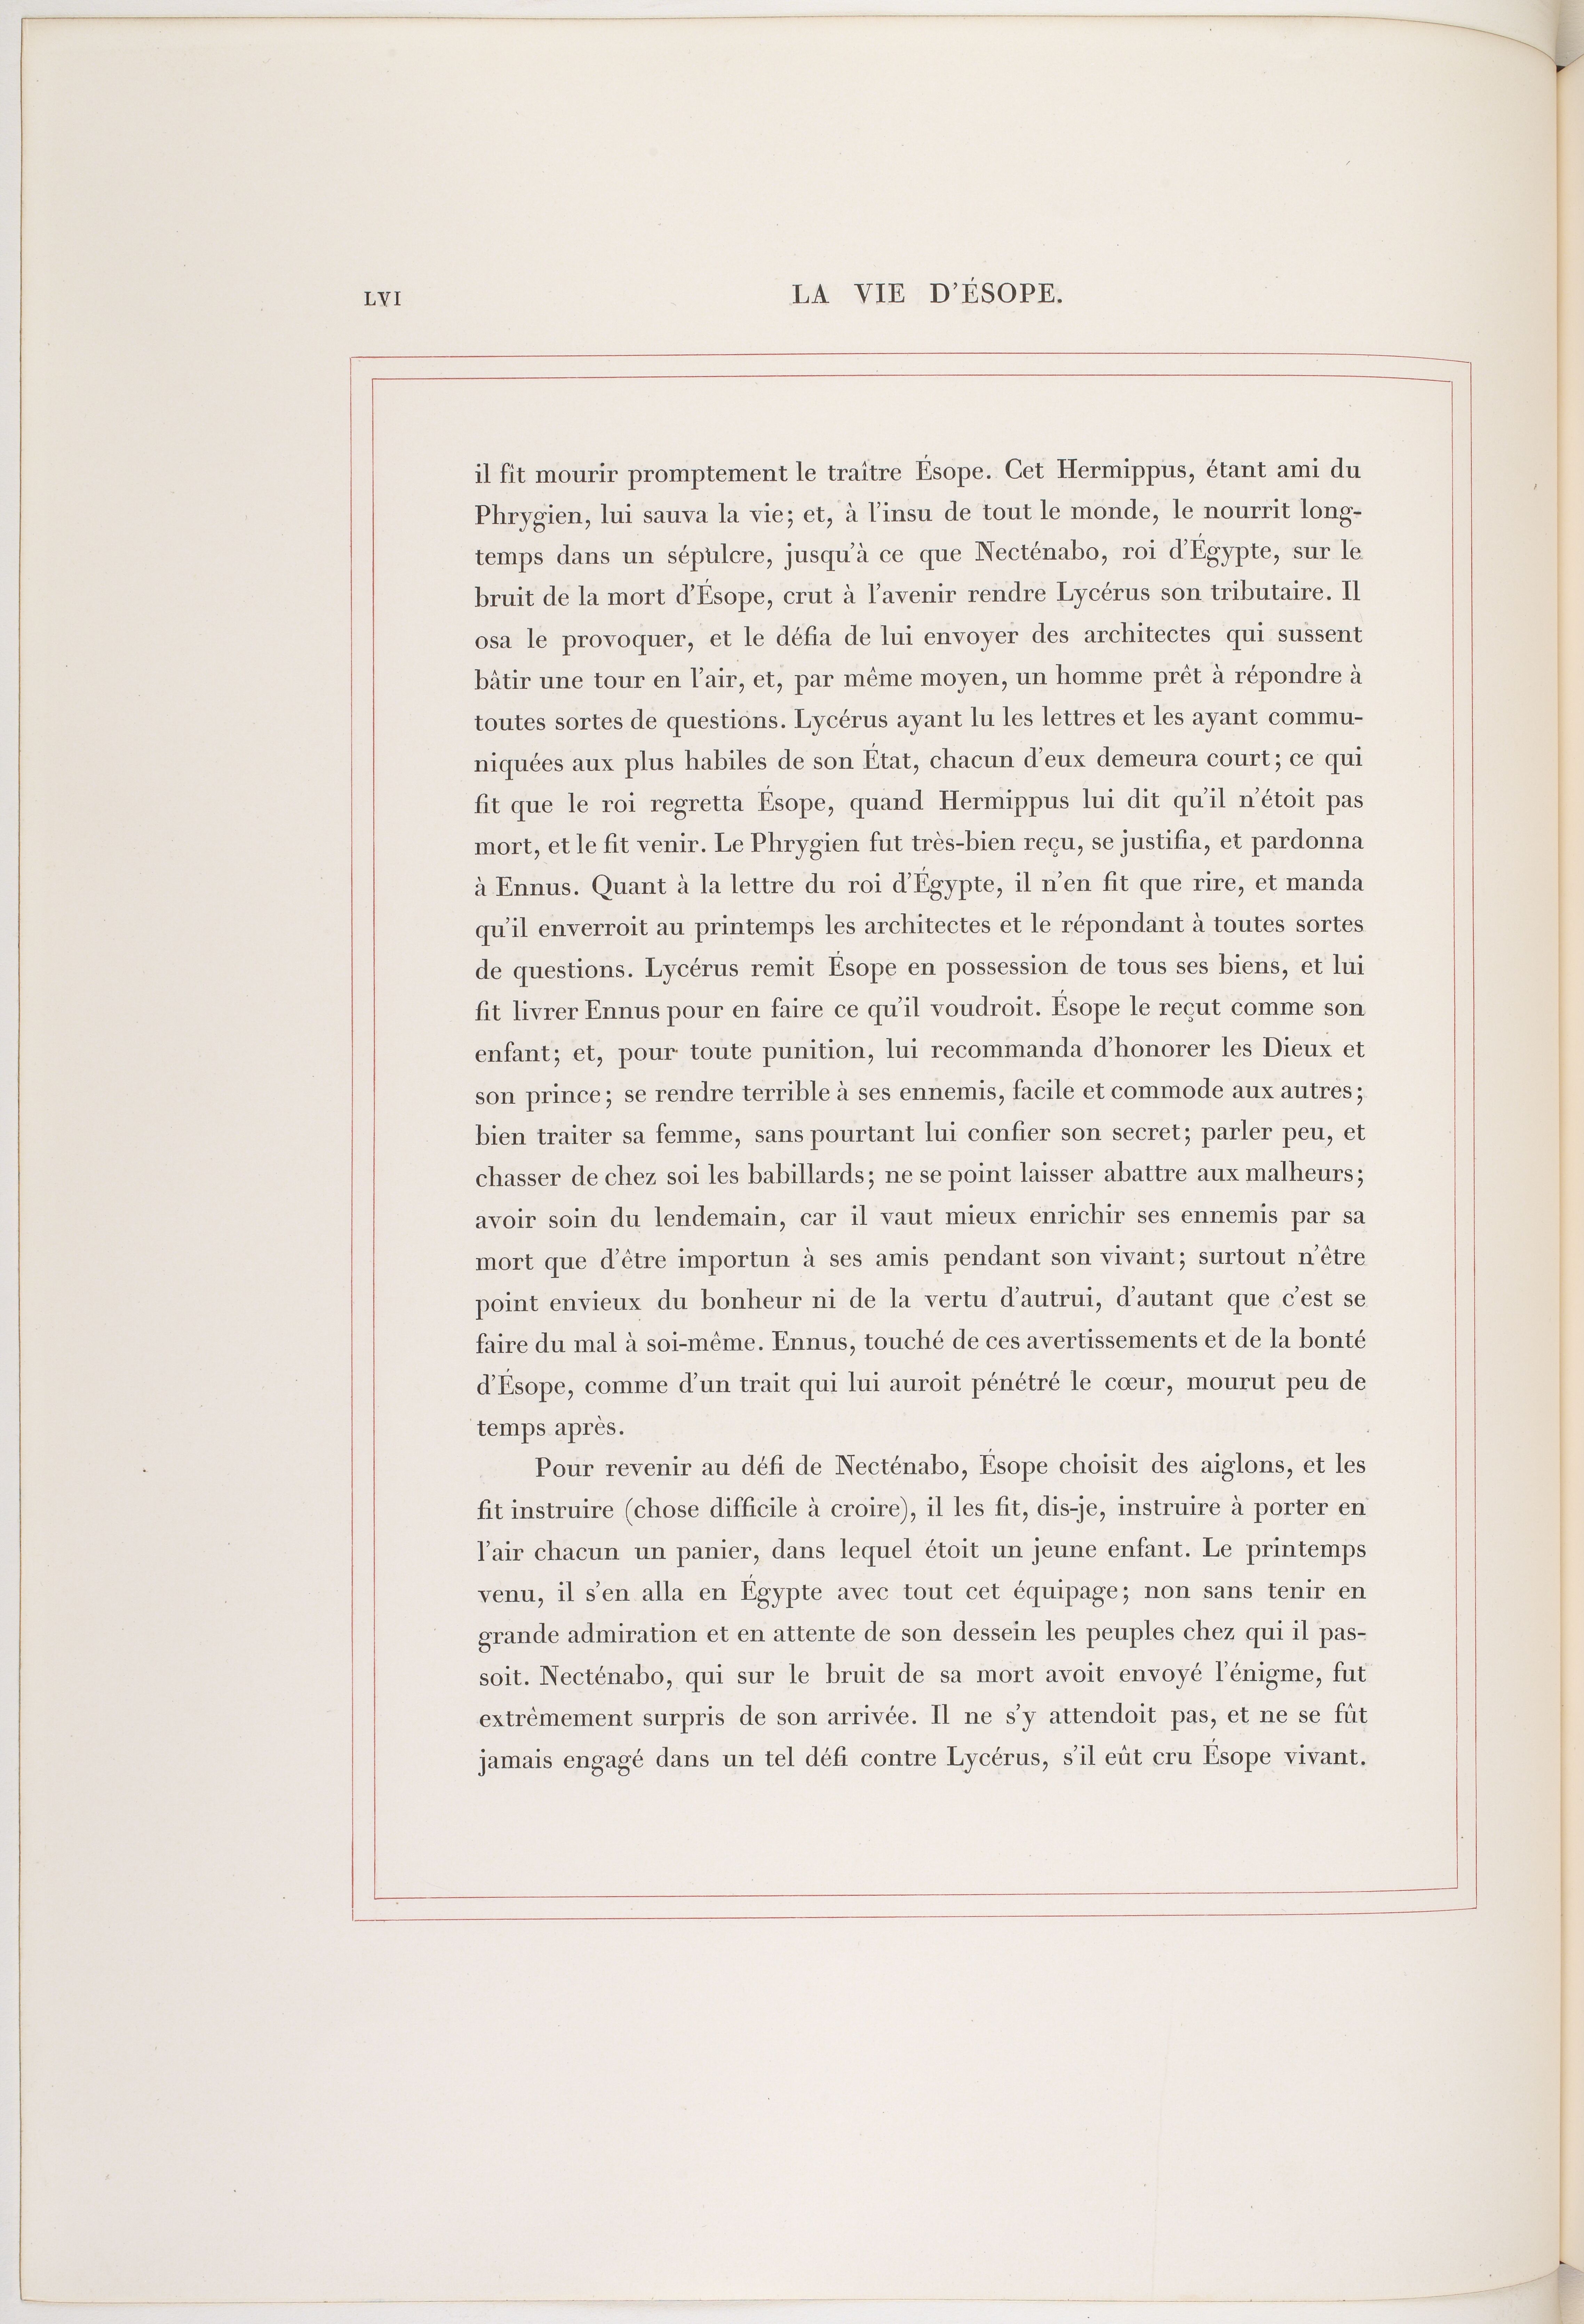 LVI
LA VIE D'ÉSOPE.
il fit mourir promptement le traître Ésope. Cet Hermippus, étant ami du
Phrygien, lui sauva la vie; et, à l'insu de tout le monde, le nourrit long-
temps dans un sépulcre, jusqu'à ce que Necténabo, roi d'Égypte, sur le
bruit de la mort d'Ésope, crut à l'avenir rendre Lycérus son tributaire. Il
osa le provoquer, et le défia de lui envoyer des architectes qui sussent
bâtir une tour en l'air, et, par même moyen, un homme prêt à répondre à
toutes sortes de questions. Lycérus ayant lu les lettres et les ayant commu-
niquées aux plus habiles de son État, chacun d'eux demeura court; ce qui
fit que le roi regretta Ésope, quand Hermippus lui dit qu'il n'étoit pas
mort, et le fit venir. Le Phrygien fut très-bien reçu, se justifia, et pardonna
à Ennus. Quant à la lettre du roi d'Égypte, il n'en fit que rire, et manda
qu'il enverroit au printemps les architectes et le répondant à toutes sortes
de questions. Lycérus remit Ésope en possession de tous ses biens, et lui
fit livrer Ennus pour en faire ce qu'il voudroit. Ésope le reçut comme son
enfant; et, pour toute punition, lui recommanda d'honorer les Dieux et
son prince; se rendre terrible à ses ennemis, facile et commode aux autres;
bien traiter sa femme, sans pourtant lui confier son secret; parler peu, et
chasser de chez soi les babillards; ne se point laisser abattre aux malheurs;
avoir soin du lendemain, car il vaut mieux enrichir ses ennemis par sa
mort que d'être importun à ses amis pendant son vivant; surtout n'être
point envieux du bonheur ni de la vertu d'autrui, d'autant que c'est se
faire du mal à soi-même. Ennus, touché de ces avertissements et de la bonté
d'Ésope, comme d'un trait qui lui auroit pénétré le cœur, mourut peu de
temps après.
Pour revenir au défi de Necténabo, Ésope choisit des aiglons, et les
fit instruire (chose difficile à croire), il les fit, dis-je, instruire à porter en
l'air chacun un panier, dans lequel étoit un jeune enfant. Le printemps
venu, il s'en alla en Égypte avec tout cet équipage; non sans tenir en
grande admiration et en attente de son dessein les peuples chez qui il pas-
soit. Necténabo, qui sur le bruit de sa mort avoit envoyé l'énigme, fut
extrêmement surpris de son arrivée. Il ne s'y attendoit pas, et ne se fût
jamais engagé dans un tel défi contre Lycérus, s'il eût cru Ésope vivant.